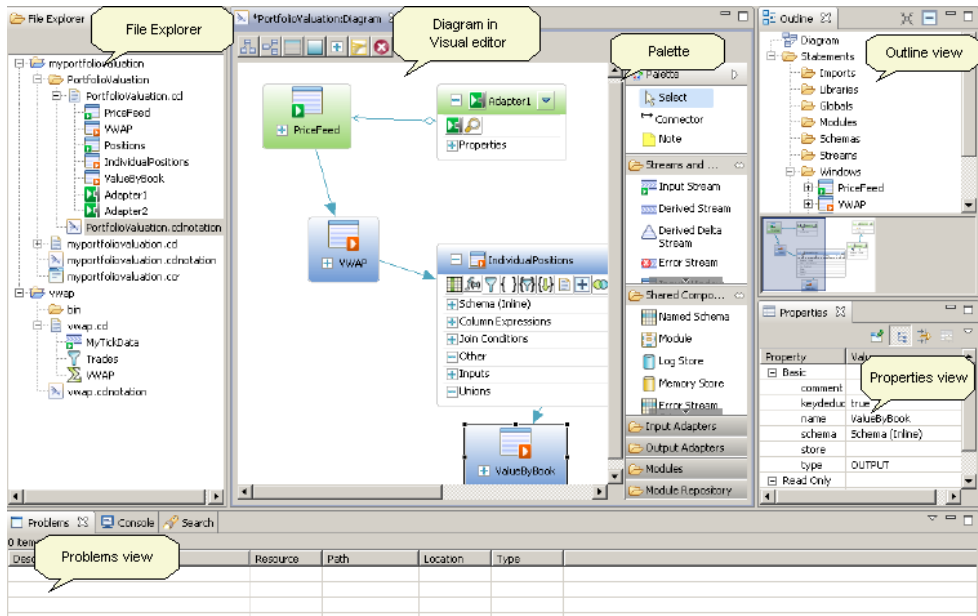 File Explorer
File Explorer
myportfoliovaluation
PortfolioValuation
PortfolioValuation.ccl
PriceFeed
VWAP
Positions
IndividualPositions
ValueByBook
Adapter1
Adapter2
PortfolioValuation.cclnotation
myportfoliovaluation.ccl
myportfoliovaluation.cclnotation
myportfoliovaluation.ccr
vwap
bin
vwap.ccl
MyTickData
Trades
VWAP
vwap.cclnotation
*PortfolioValuation:Diagram
Diagram in
Visual editor
PriceFeed
Adapter1
Properties
VWAP
IndividualPositions
Schema (Inline)
Column Expressions
Join Conditions
Other
Inputs
Unions
ValueByBook
Palette
Palette
Select
Connector
Note
Streams and ...
Input Stream
Derived Stream
Derived Delta
Stream
Error Stream
Shared Compo...
Named Schema
Module
Log Store
Memory Store
Error Stream
Input Adapters
Output Adapters
Modules
Module Repository
Outline
Outline view
Diagram
Statements
Imports
Libraries
Globals
Modules
Schemas
Streams
Windows
PriceFeed
VWAP
Properties
Property
Properties view
Basic
comment
keydeduc true
name ValueByBook
schema Schema (Inline)
store
type OUTPUT
Read Only
Problems Console Search
0 items
Problems view
Resource Path Location Type